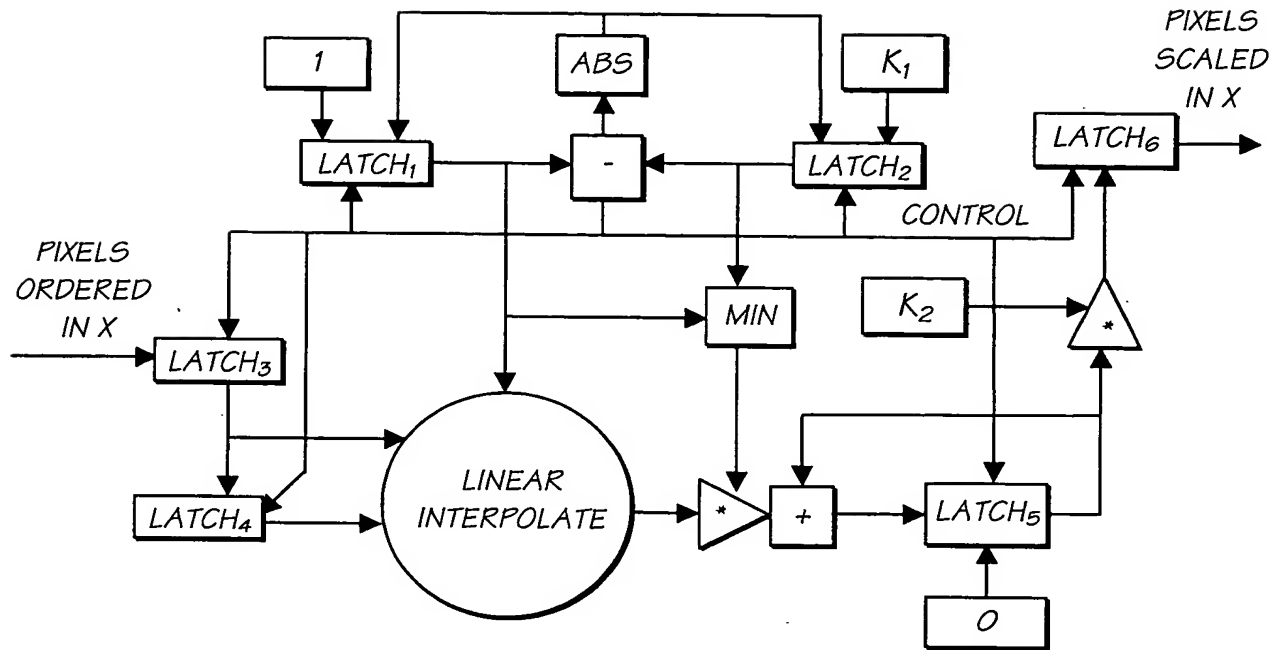 PIXELS
SCALED
IN X
1
ABS
K₁
LATCH₁
-
LATCH₂
LATCH₆
CONTROL
PIXELS
ORDERED
IN X
K₂
*
MIN
LATCH₃
LINEAR
INTERPOLATE
LATCH₄
*
+
LATCH₅
0